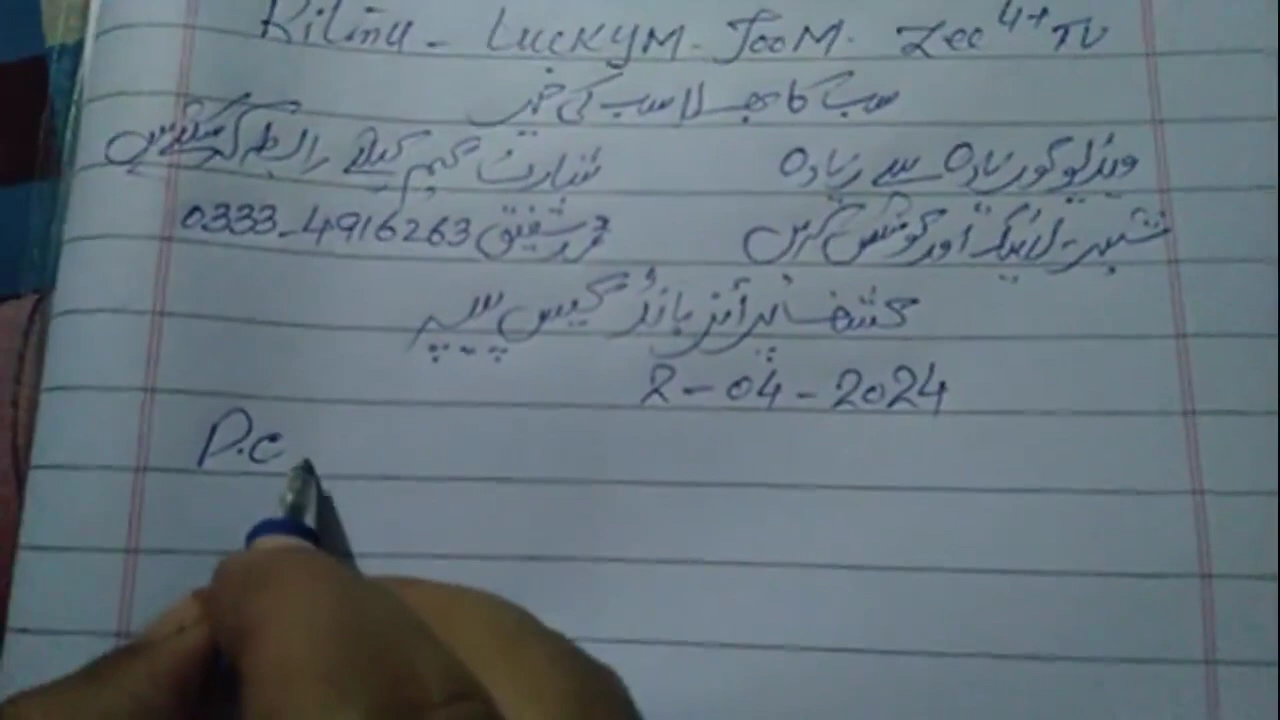 Kiling - LuckyM. JooM. Zee 4+ TV
سب کا بھلا سب کی خیر
ویڈیو کو زیادہ سے زیادہ
شیئر - لائیک اور کومنٹس کریں
شارٹ گیم کیلئے رابطہ کر سکتے ہیں
محمد شفیق 0333-4916263
کشف پرائز بانڈ گیس پیپر
2-04-2024
P.C